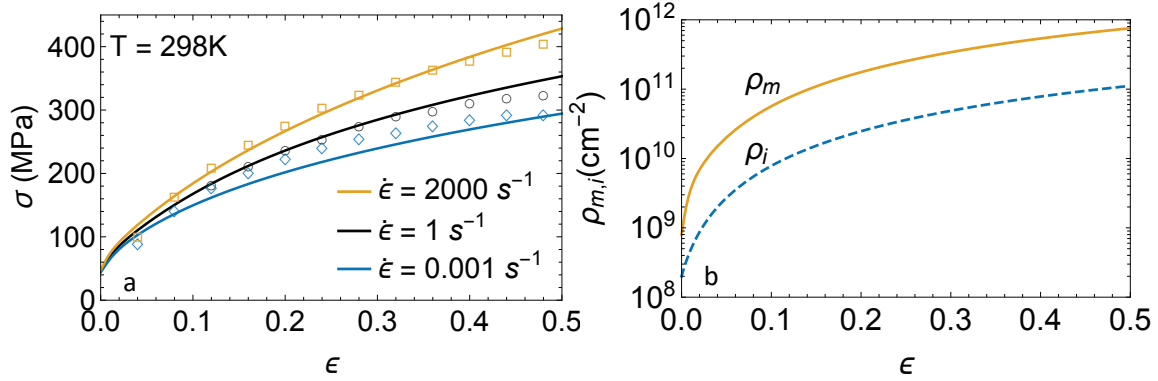 σ (MPa)
400
300
200
100
0
T = 298K
ϵ̇ = 2000 s⁻¹
ϵ̇ = 1 s⁻¹
ϵ̇ = 0.001 s⁻¹
a
0.0 0.1 0.2 0.3 0.4 0.5
ϵ
ρm,i(cm⁻²)
10¹²
10¹¹
10¹⁰
10⁹
10⁸
ρm
ρi
b
0.0 0.1 0.2 0.3 0.4 0.5
ϵ